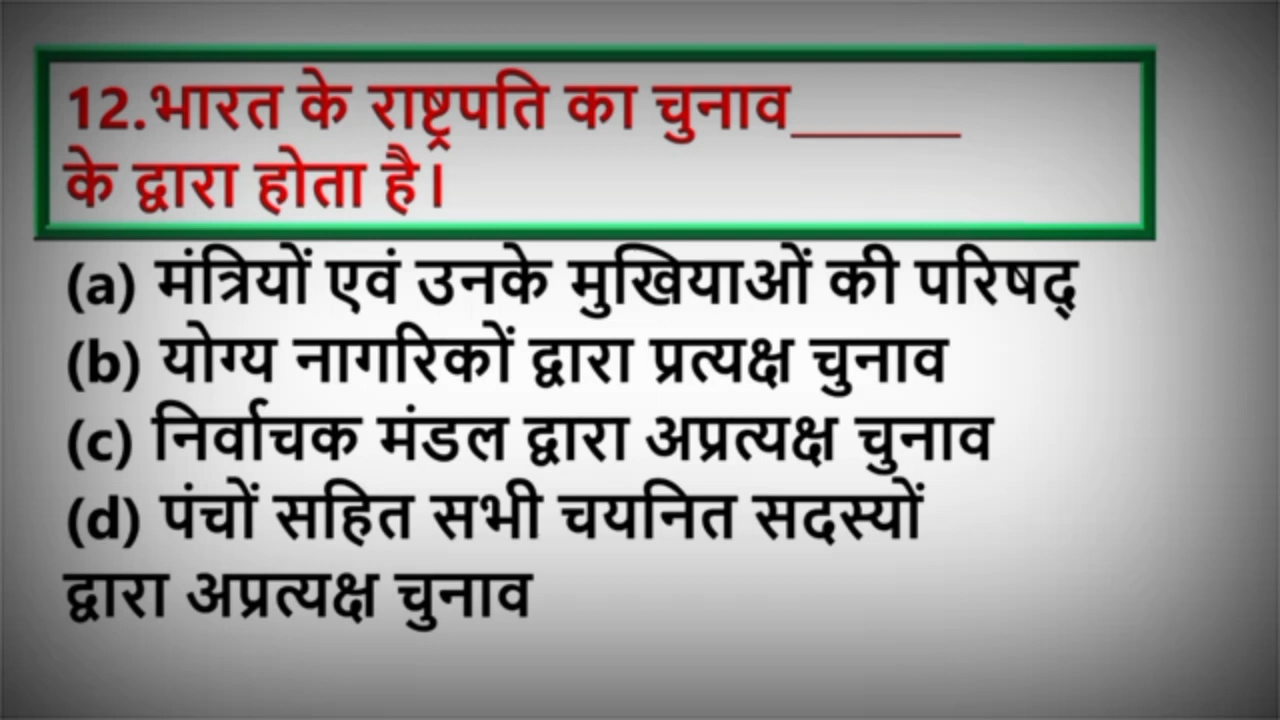 12.भारत के राष्ट्रपति का चुनाव______
के द्वारा होता है।
(a) मंत्रियों एवं उनके मुखियाओं की परिषद्
(b) योग्य नागरिकों द्वारा प्रत्यक्ष चुनाव
(c) निर्वाचक मंडल द्वारा अप्रत्यक्ष चुनाव
(d) पंचों सहित सभी चयनित सदस्यों
द्वारा अप्रत्यक्ष चुनाव